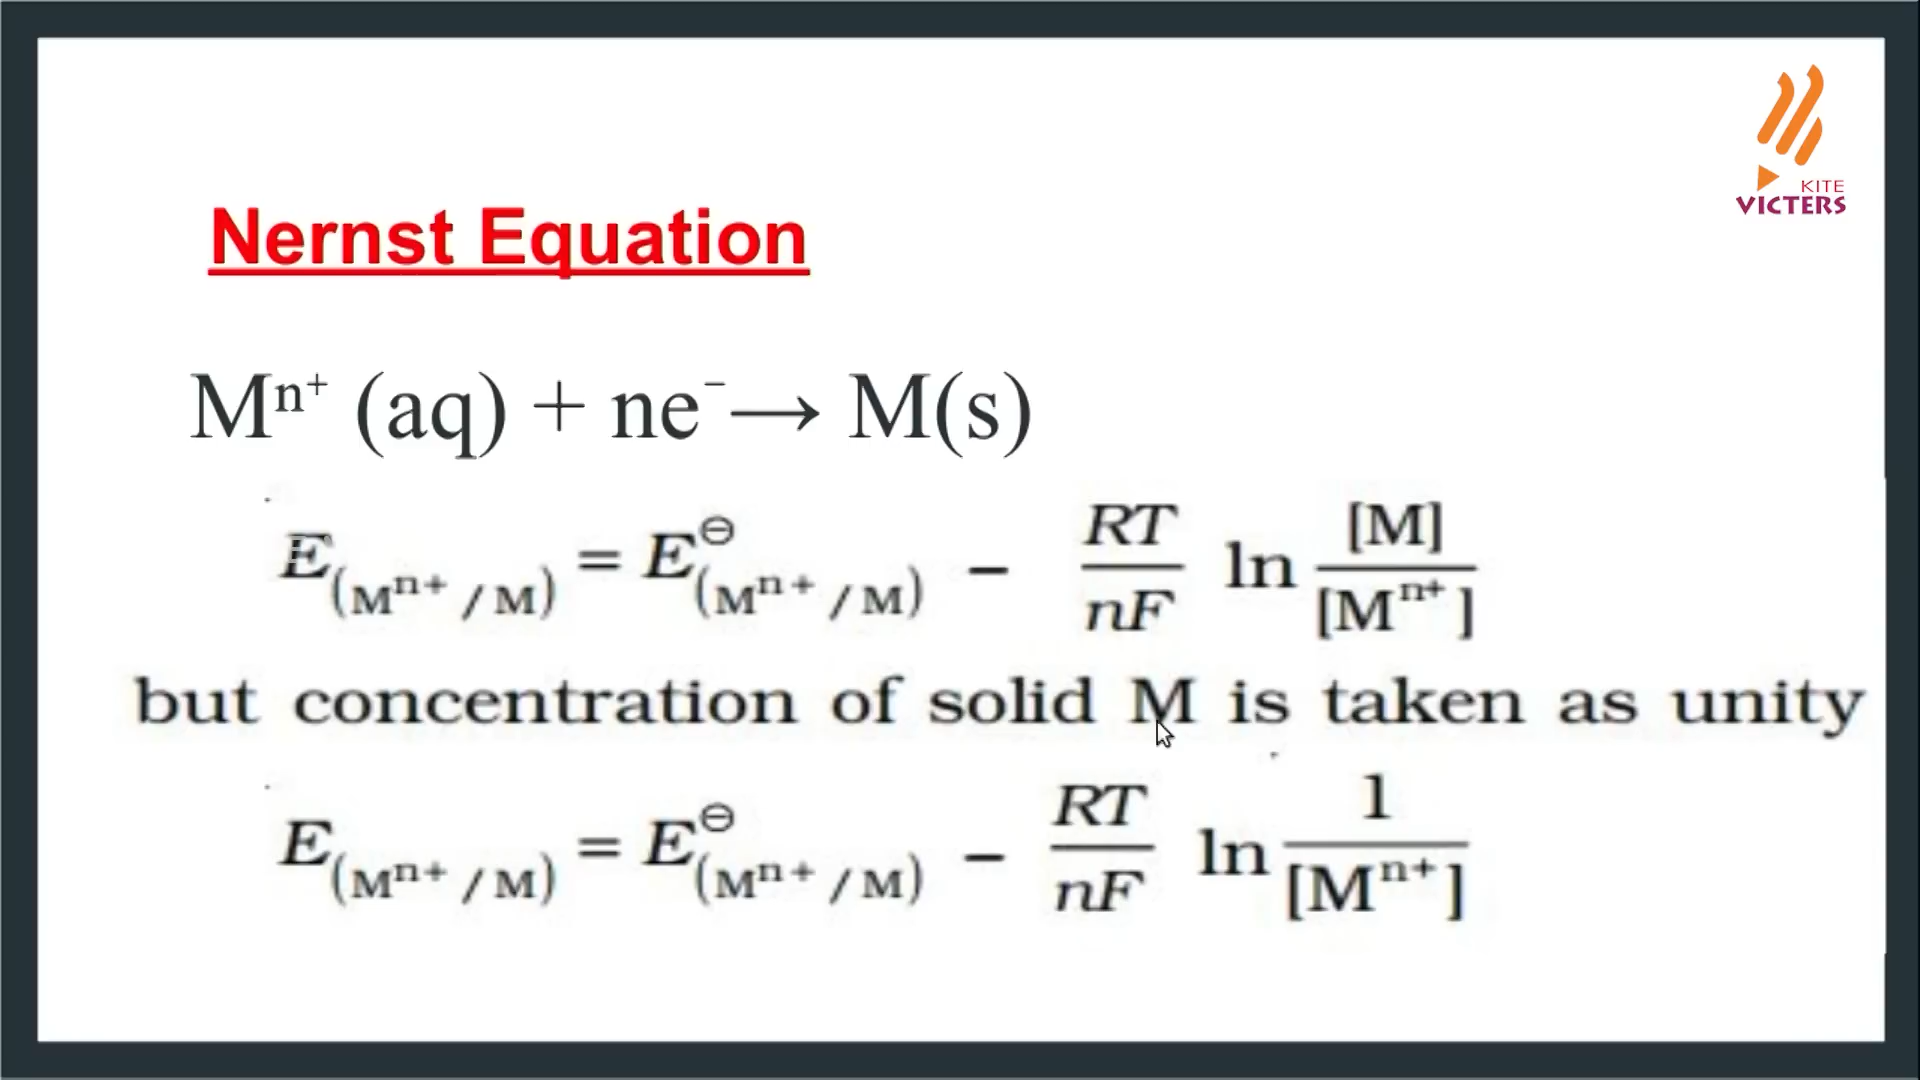 KITE
VICTERS
Nernst Equation
Mⁿ⁺ (aq) + ne⁻ → M(s)
E(Mⁿ⁺ / M) = E⊖(Mⁿ⁺ / M) − RT/nF ln [M]/[Mⁿ⁺]
but concentration of solid M is taken as unity
E(Mⁿ⁺ / M) = E⊖(Mⁿ⁺ / M) − RT/nF ln 1/[Mⁿ⁺]